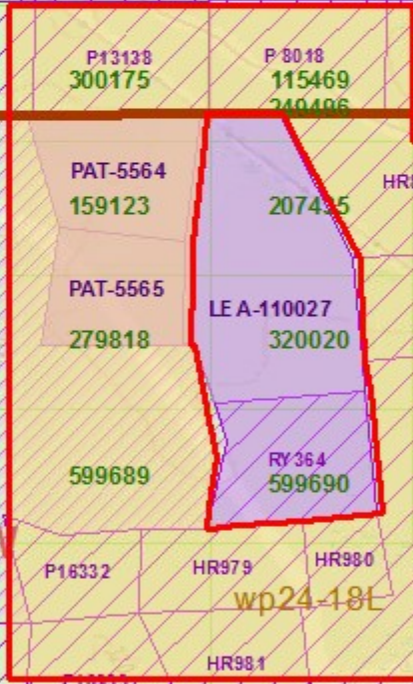 P13138
P 8018
300175
115469
249496
PAT-5564
HR8
159123
207435
PAT-5565
LE A-110027
279818
320020
RY 364
599689
599690
HR980
P16332
HR979
wp24-18L
HR981